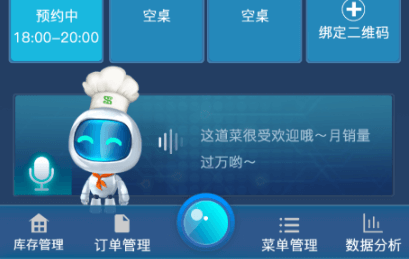 预约中
18:00-20:00
空桌
空桌
绑定二维码
这道菜很受欢迎哦～月销量
过万哟～
库存管理
订单管理
菜单管理
数据分析